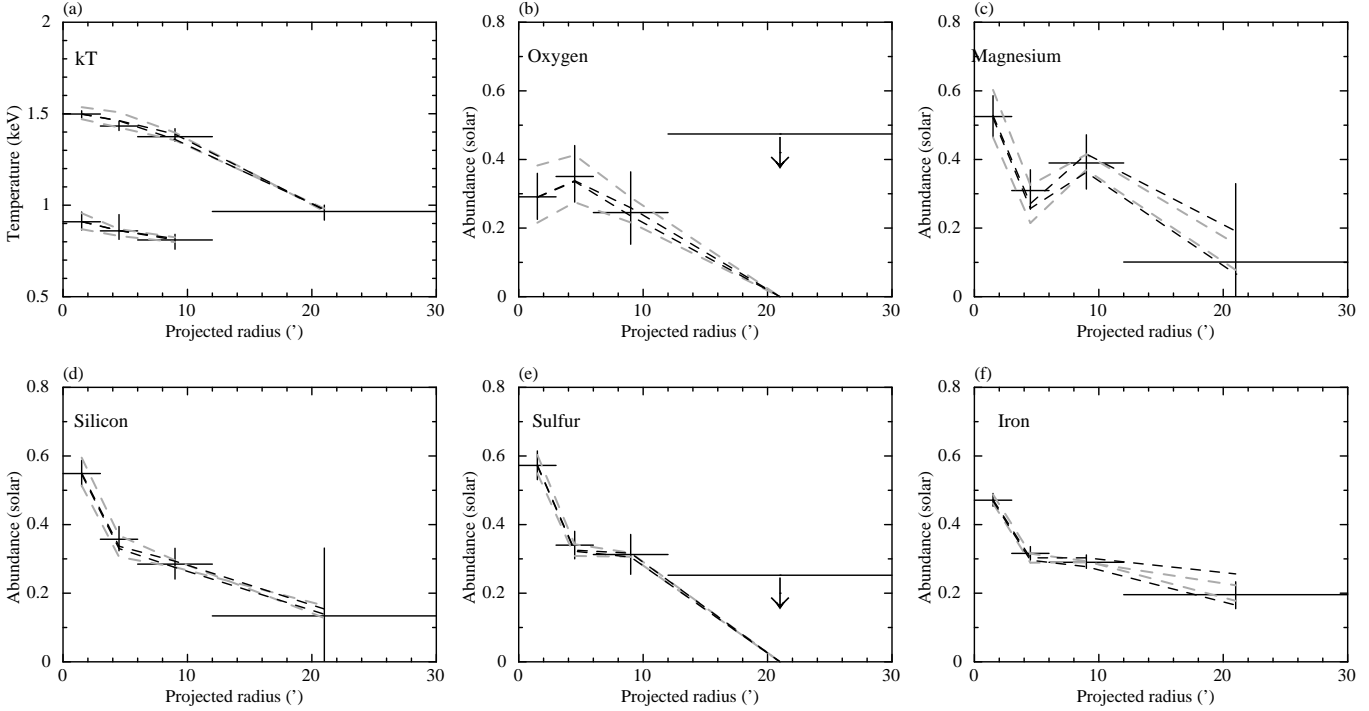 (a)
kT
Temperature (keV)
2
1.5
1
0.5
0 10 20 30
Projected radius (’)
(b)
Oxygen
Abundance (solar)
0.8
0.6
0.4
0.2
0
0 10 20 30
Projected radius (’)
(c)
Magnesium
Abundance (solar)
0.8
0.6
0.4
0.2
0
0 10 20 30
Projected radius (’)
(d)
Silicon
Abundance (solar)
0.8
0.6
0.4
0.2
0
0 10 20 30
Projected radius (’)
(e)
Sulfur
Abundance (solar)
0.8
0.6
0.4
0.2
0
0 10 20 30
Projected radius (’)
(f)
Iron
Abundance (solar)
0.8
0.6
0.4
0.2
0
0 10 20 30
Projected radius (’)